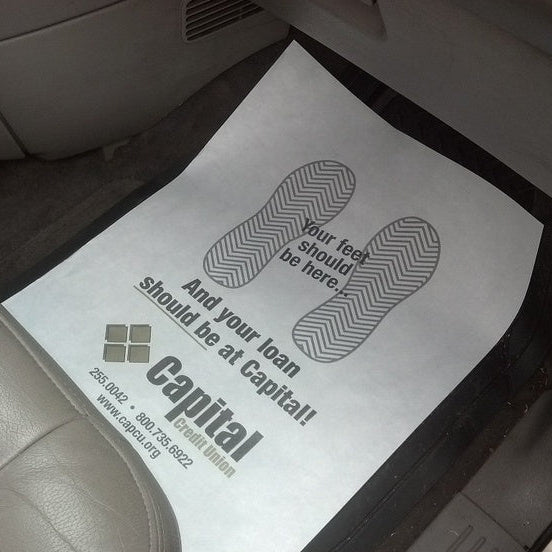 Your feet
should
be here...
And your loan
should be at Capital!
Capital
Credit Union
255.0042 • 800.735.6922
www.capcu.org